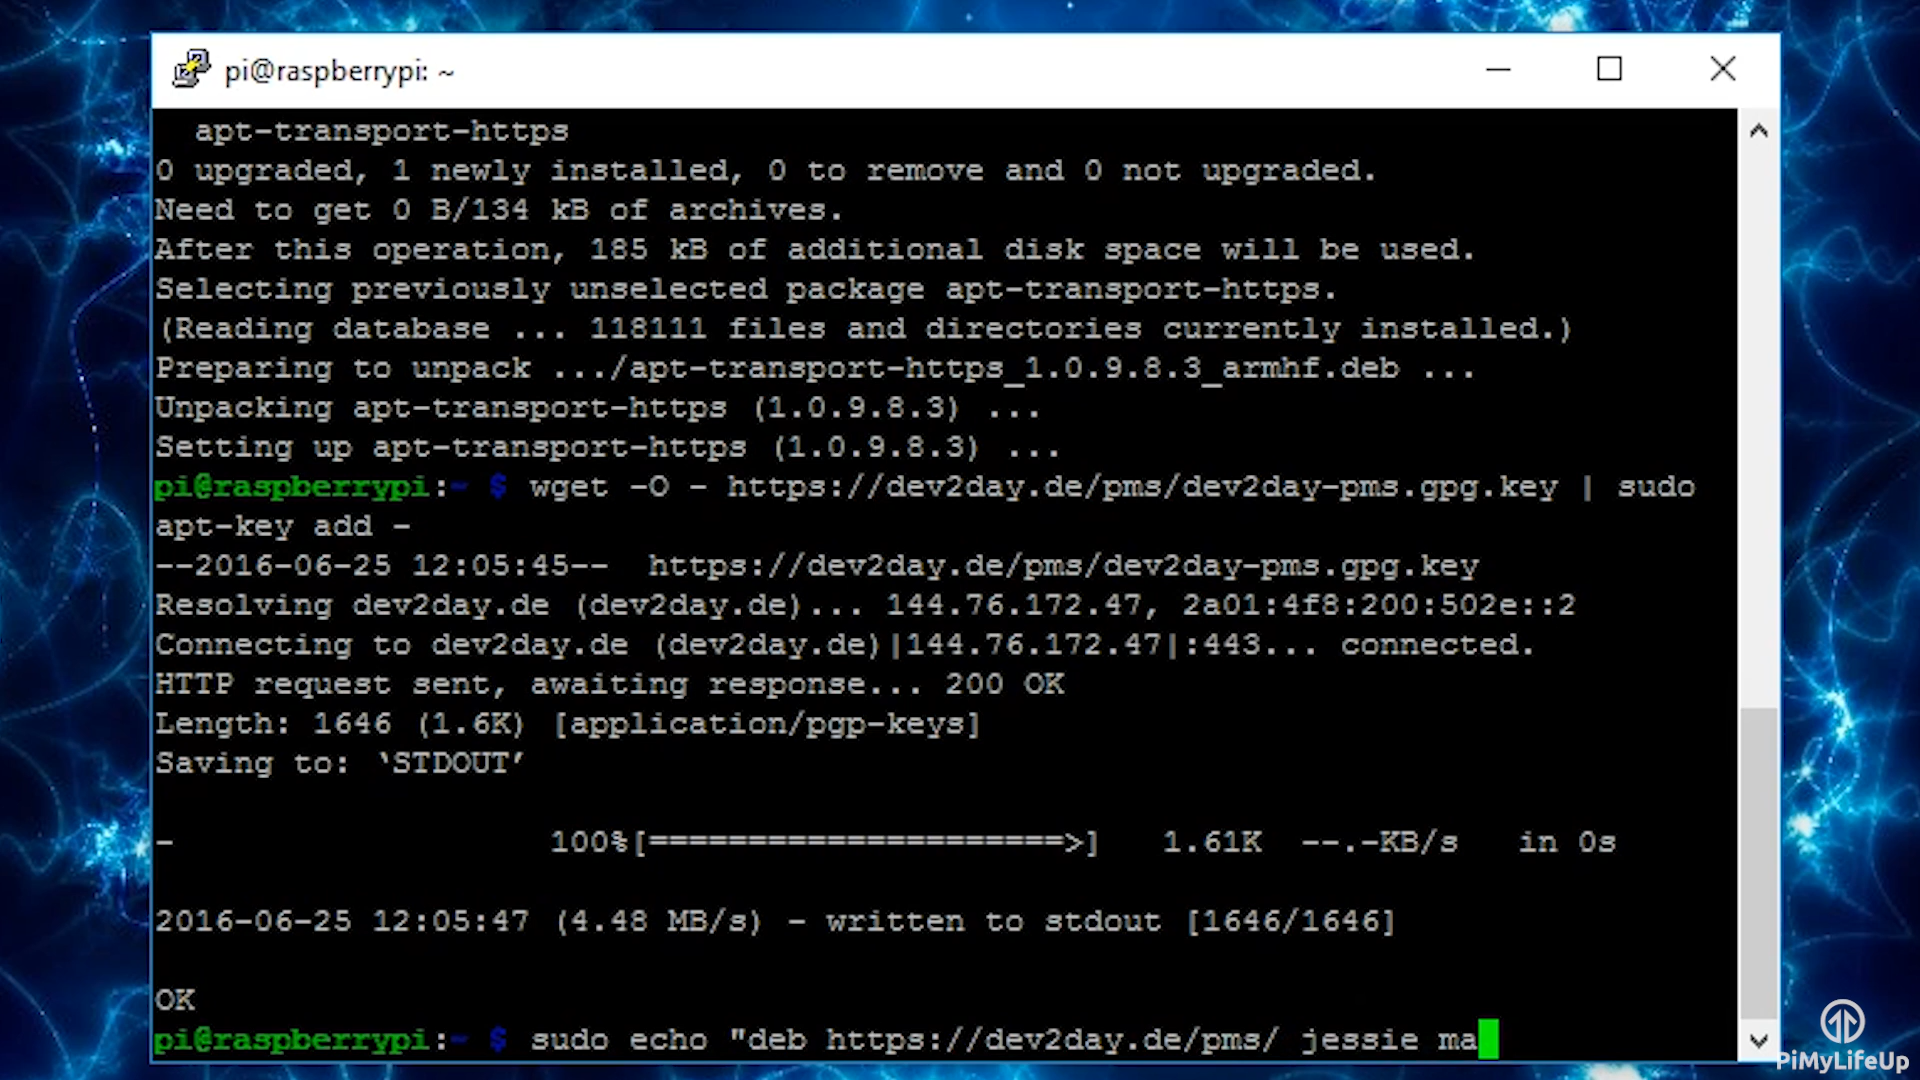 pi@raspberrypi: ~
apt-transport-https
0 upgraded, 1 newly installed, 0 to remove and 0 not upgraded.
Need to get 0 B/134 kB of archives.
After this operation, 185 kB of additional disk space will be used.
Selecting previously unselected package apt-transport-https.
(Reading database ... 118111 files and directories currently installed.)
Preparing to unpack .../apt-transport-https_1.0.9.8.3_armhf.deb ...
Unpacking apt-transport-https (1.0.9.8.3) ...
Setting up apt-transport-https (1.0.9.8.3) ...
pi@raspberrypi:~ $ wget -O - https://dev2day.de/pms/dev2day-pms.gpg.key | sudo
apt-key add -
--2016-06-25 12:05:45--  https://dev2day.de/pms/dev2day-pms.gpg.key
Resolving dev2day.de (dev2day.de)... 144.76.172.47, 2a01:4f8:200:502e::2
Connecting to dev2day.de (dev2day.de)|144.76.172.47|:443... connected.
HTTP request sent, awaiting response... 200 OK
Length: 1646 (1.6K) [application/pgp-keys]
Saving to: ‘STDOUT’
-                   100%[=====================>]   1.61K  --.-KB/s   in 0s
2016-06-25 12:05:47 (4.48 MB/s) - written to stdout [1646/1646]
OK
pi@raspberrypi:~ $ sudo echo "deb https://dev2day.de/pms/ jessie ma
PiMyLifeUp